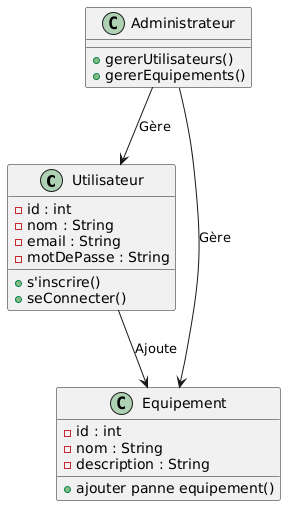 C Administrateur
gererUtilisateurs()
gererEquipements()
Gère
C Utilisateur
id : int
nom : String
email : String
motDePasse : String
s'inscrire()
seConnecter()
Gère
Ajoute
C Equipement
id : int
nom : String
description : String
ajouter panne equipement()